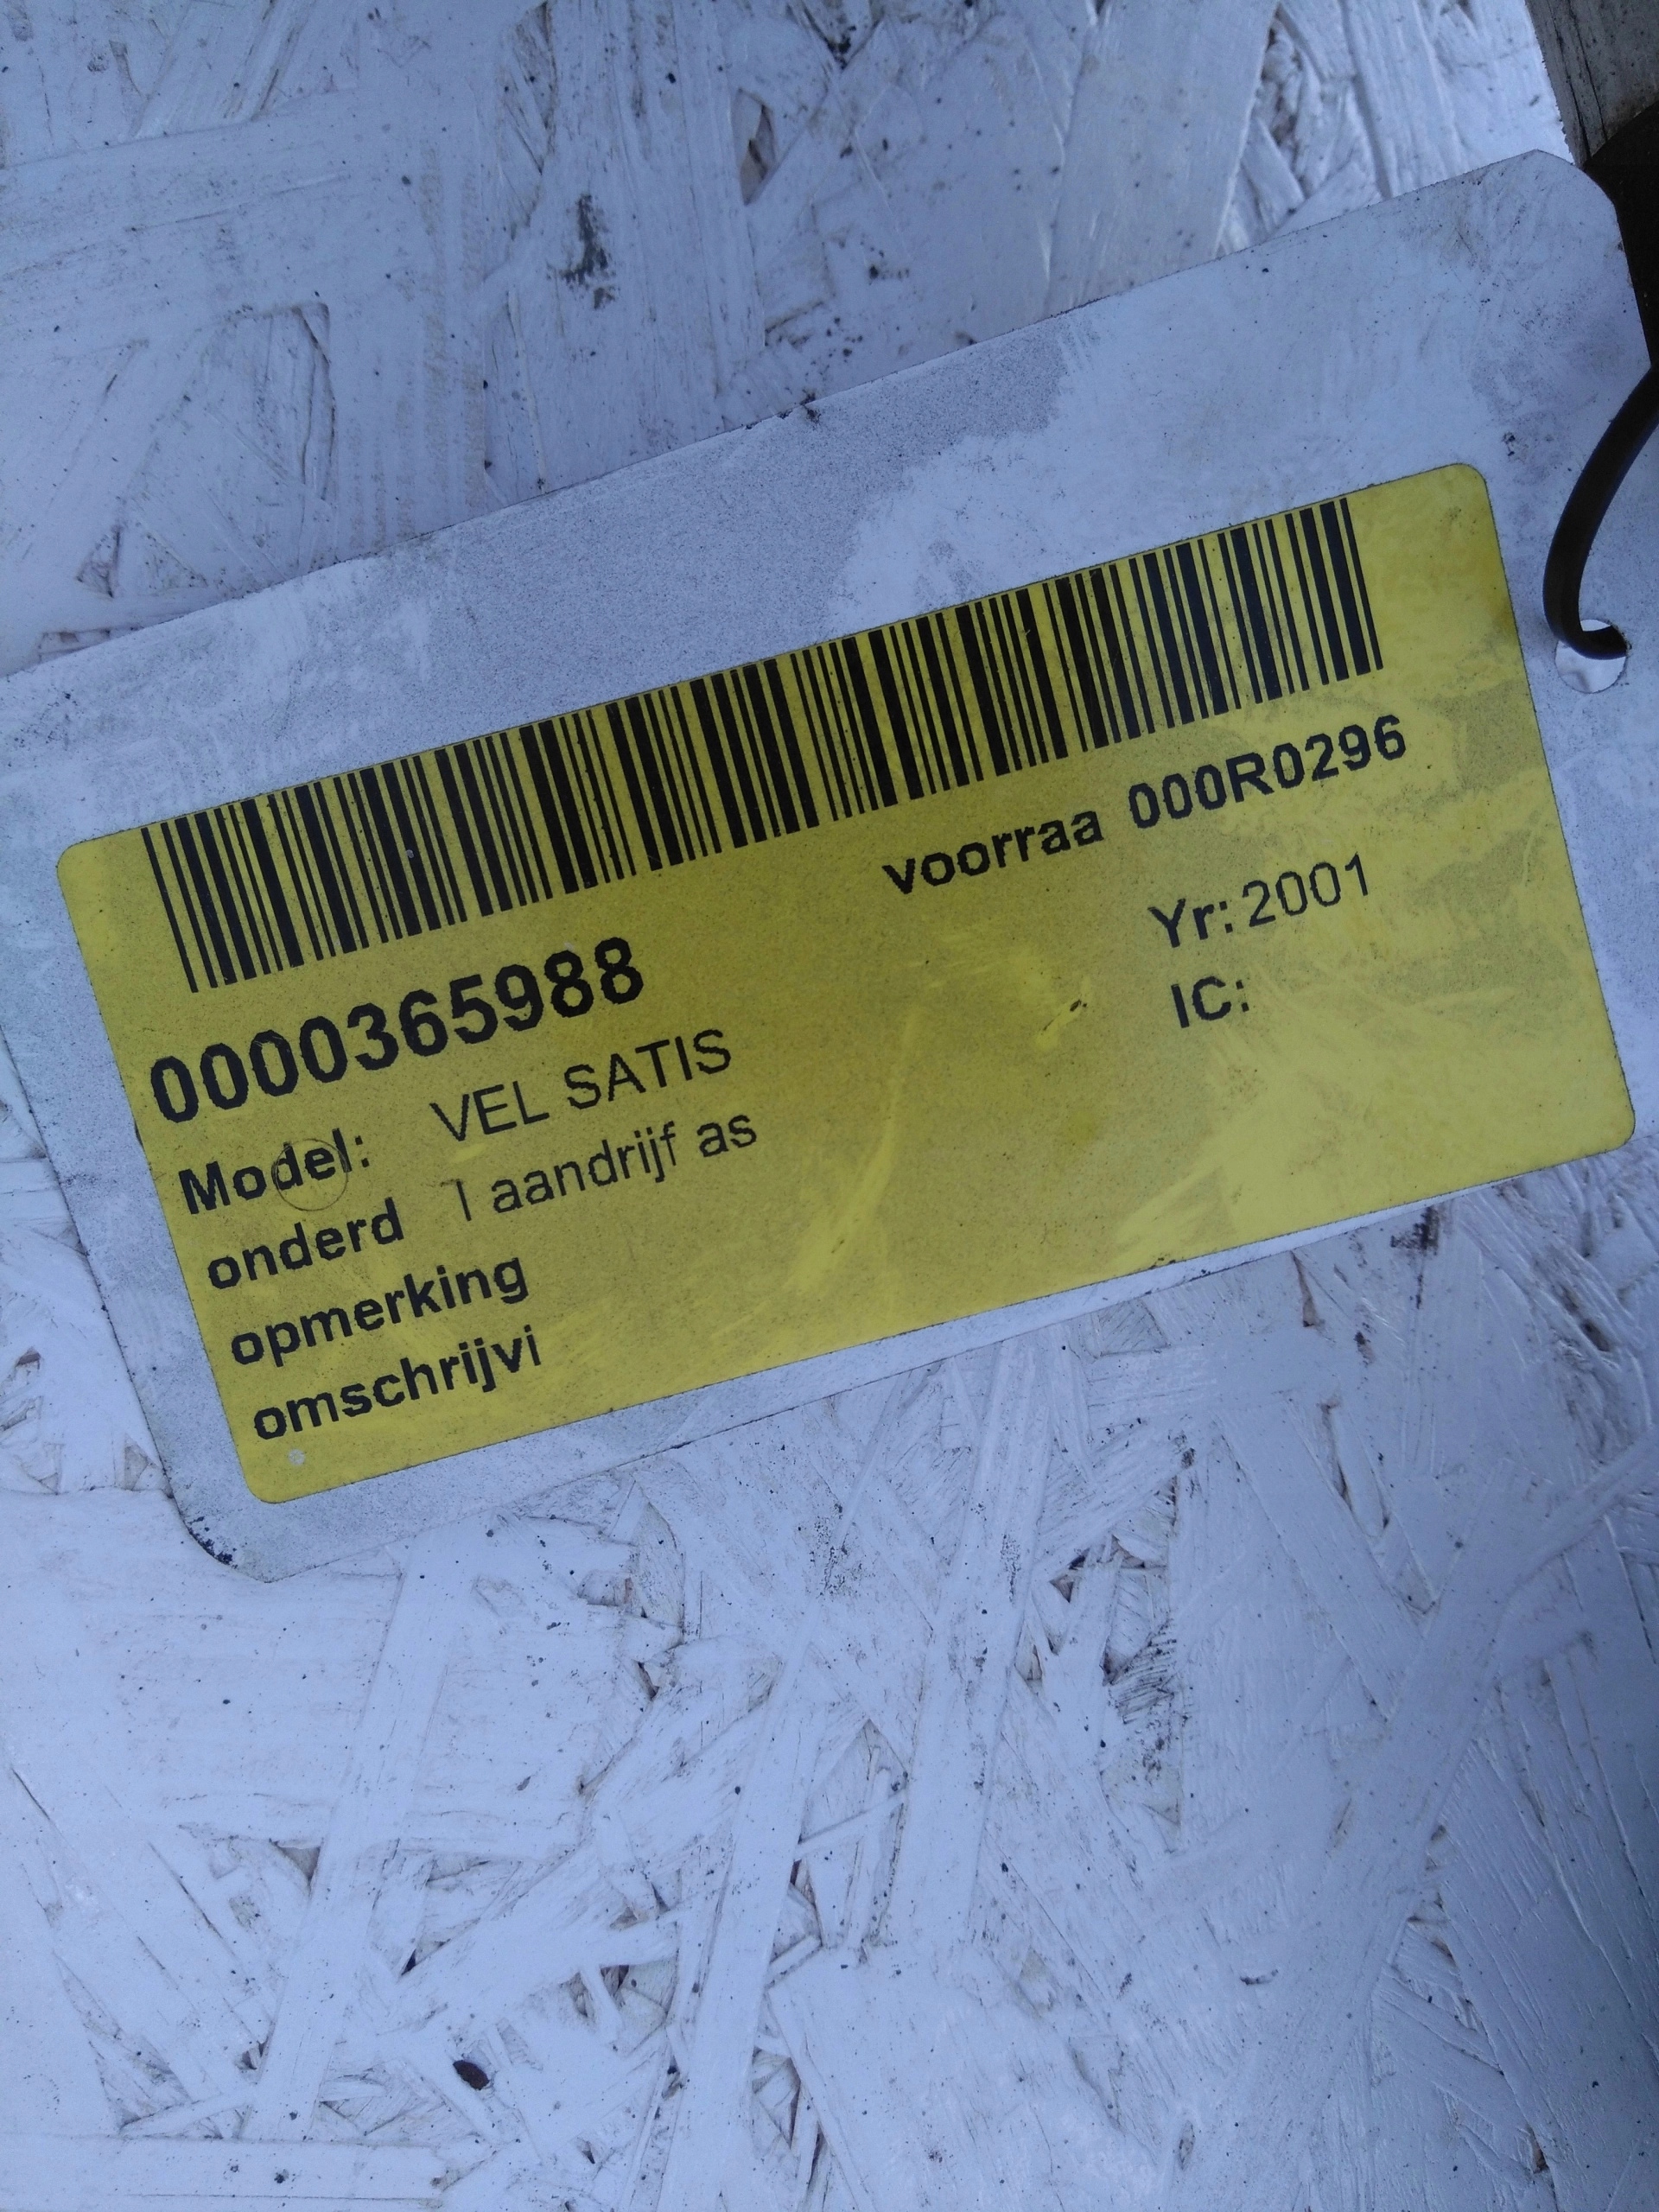 voorraa 000R0296
0000365988
Yr: 2001
Model: VEL SATIS
IC:
onderd l aandrijf as
opmerking
omschrijvi